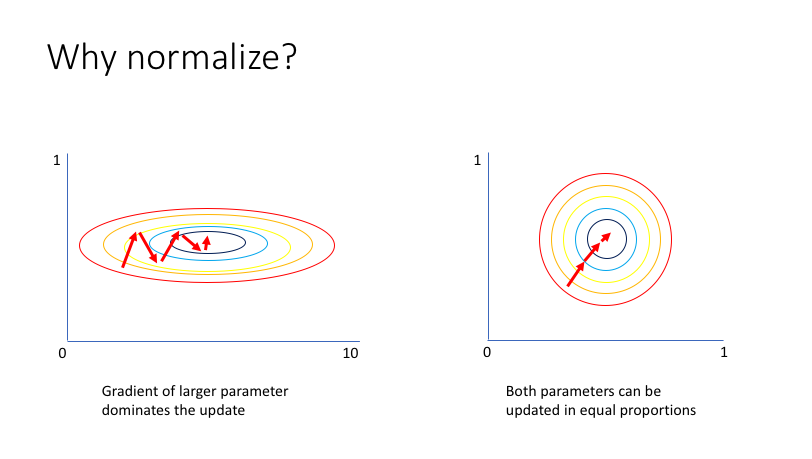 Why normalize?
1
0
10
Gradient of larger parameter
dominates the update
1
0
1
Both parameters can be
updated in equal proportions